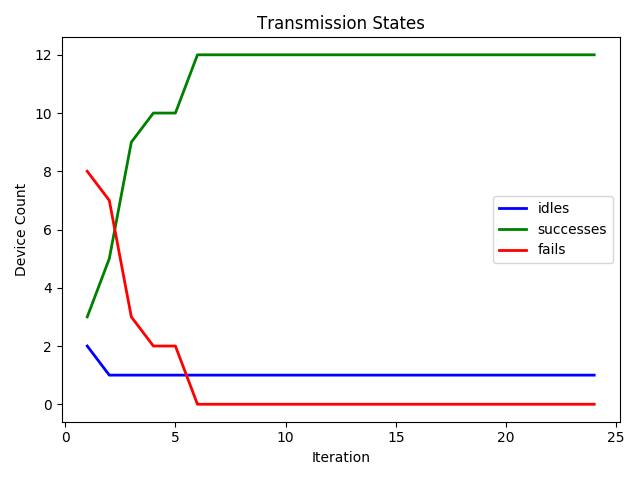 Transmission States
Device Count
12
10
8
6
4
2
0
idles
successes
fails
0 5 10 15 20 25
Iteration